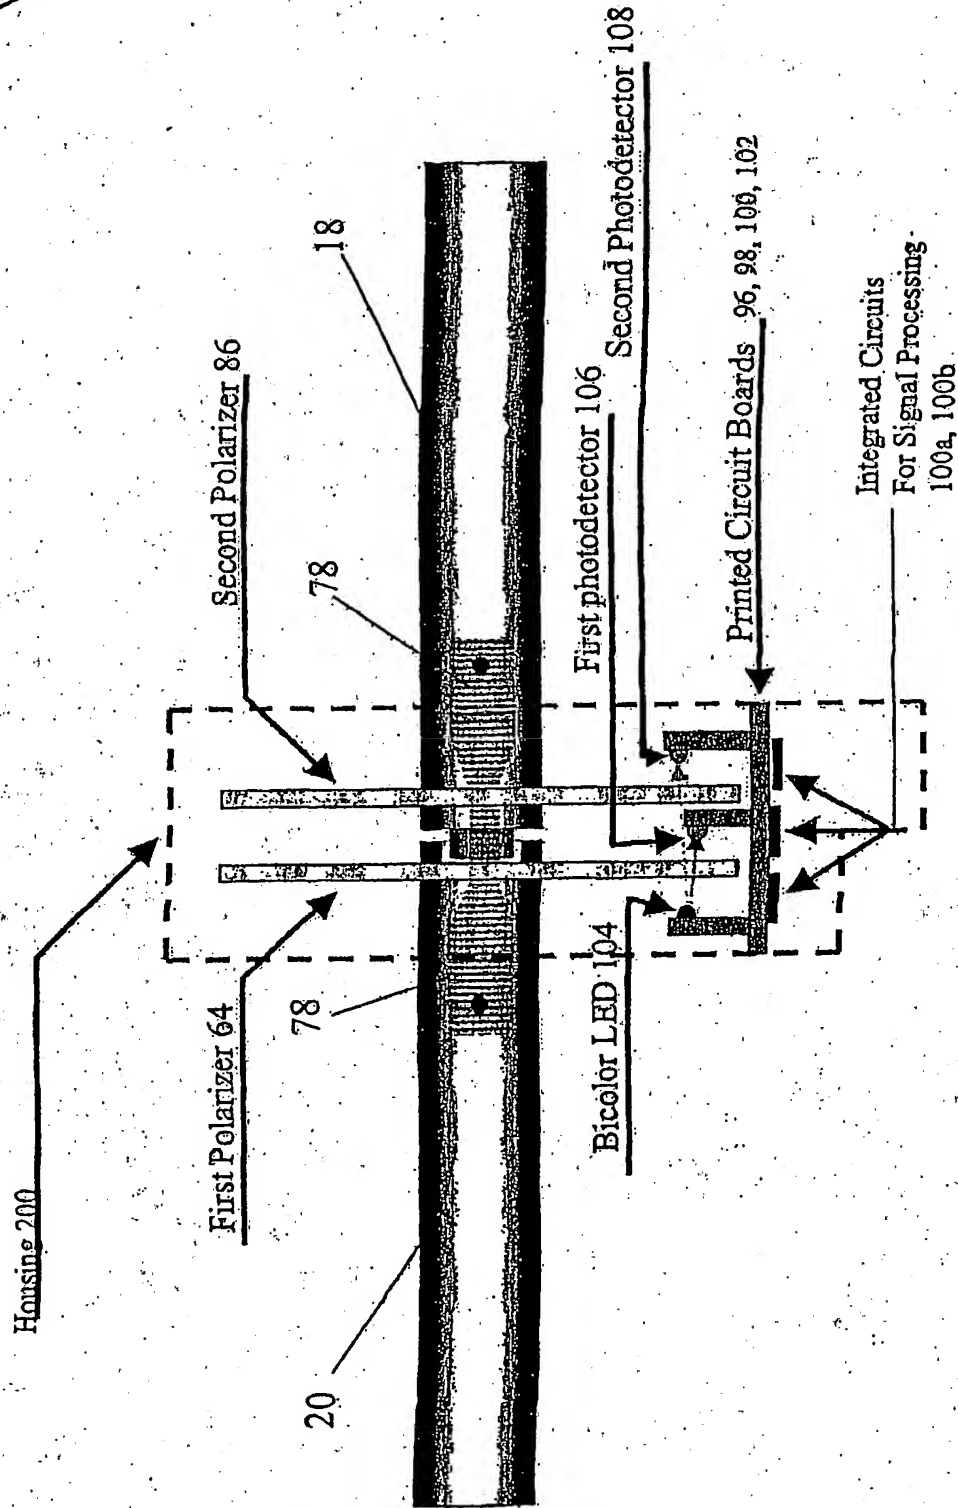 Housing 200
First Polarizer 64
Second Polarizer 86
20
78
78
18
Bicolor LED 104
First photodetector 106
Second Photodetector 108
Printed Circuit Boards 96, 98, 100, 102
Integrated Circuits
For Signal Processing -
100a, 100b